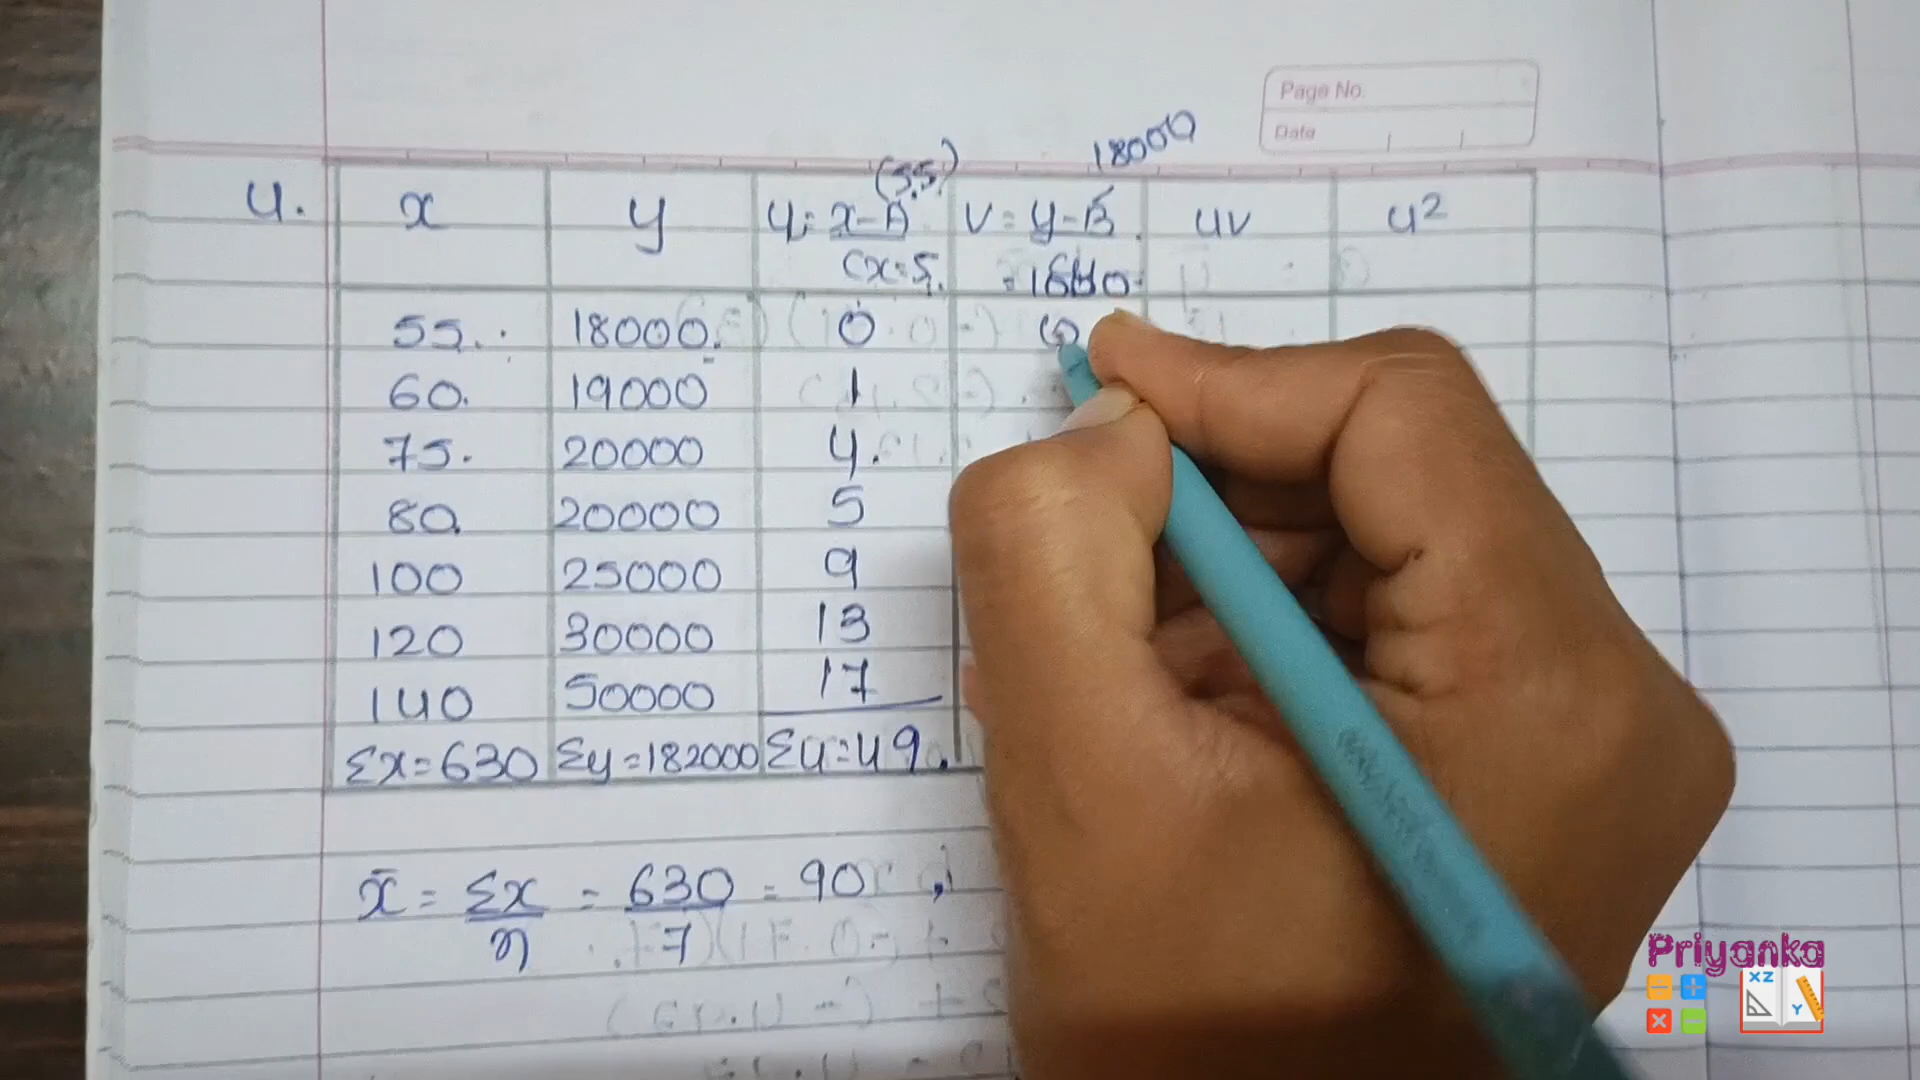 Page No.
Date
(55)
18000
4. x y u = x-A v = y-B uv u²
Cx=5.
55. 18000. 0 0
60. 19000 1
75. 20000 4.
80. 20000 5
100 25000 9
120 30000 13
140 50000 17
Σx=630 Σy=182000 Σu=49.
x̄ = Σx = 630 = 90,
n 7
Priyanka
XZ
Y